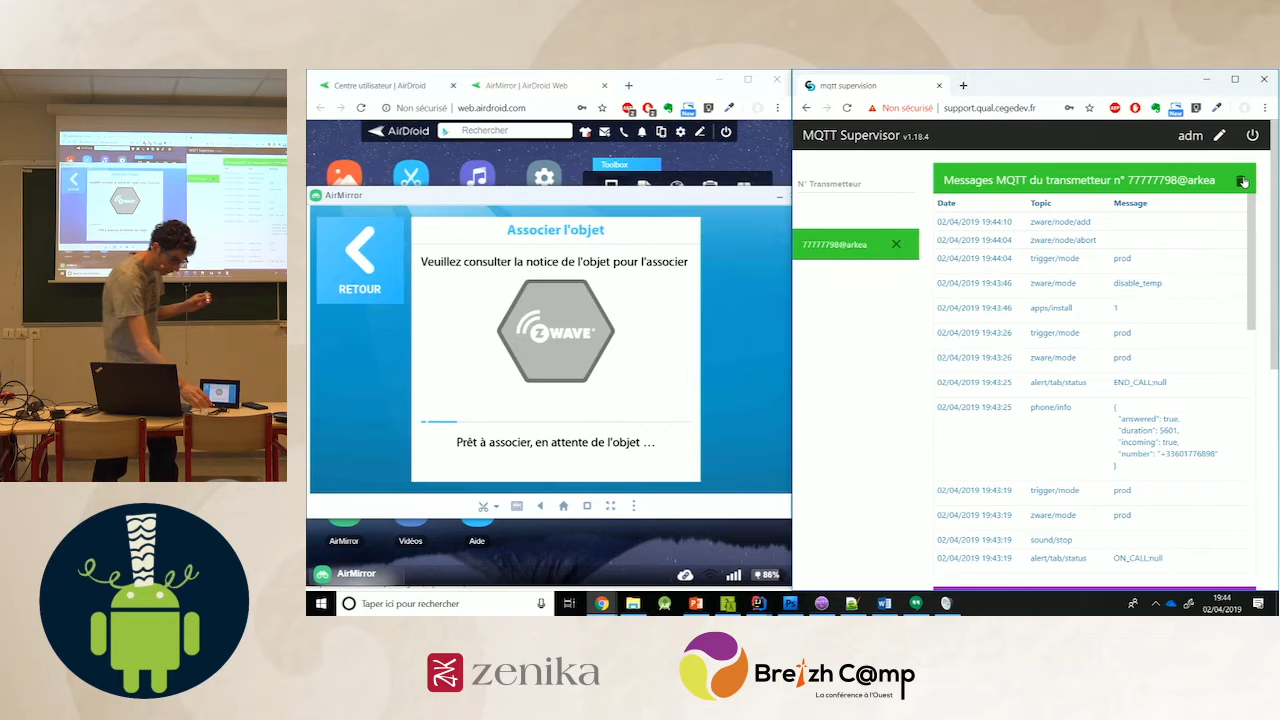 Centre utilisateur | AirDroid
AirMirror | AirDroid Web
Non sécurisé web.airdroid.com
New
AirDroid
Rechercher
Toolbox
AirMirror
RETOUR
Associer l'objet
Veuillez consulter la notice de l'objet pour l'associer
Z WAVE
Prêt à associer, en attente de l'objet ...
AirMirror
Vidéos
Aide
AirMirror
86%
mqtt supervision
Non sécurisé support.qual.cegedev.fr
New
MQTT Supervisor v1.18.4
adm
N° Transmetteur
77777798@arkea
Messages MQTT du transmetteur n° 77777798@arkea
Date Topic Message
02/04/2019 19:44:10 zware/node/add
02/04/2019 19:44:04 zware/node/abort
02/04/2019 19:44:04 trigger/mode prod
02/04/2019 19:43:46 zware/mode disable_temp
02/04/2019 19:43:46 apps/install 1
02/04/2019 19:43:26 trigger/mode prod
02/04/2019 19:43:26 zware/mode prod
02/04/2019 19:43:25 alert/tab/status END_CALL;null
02/04/2019 19:43:25 phone/info {
"answered": true,
"duration": 5601,
"incoming": true,
"number": "+33601776898"
}
02/04/2019 19:43:19 trigger/mode prod
02/04/2019 19:43:19 zware/mode prod
02/04/2019 19:43:19 sound/stop
02/04/2019 19:43:19 alert/tab/status ON_CALL;null
Taper ici pour rechercher
19:44
02/04/2019
zenika
Breizh C@mp
La conférence à l'Ouest